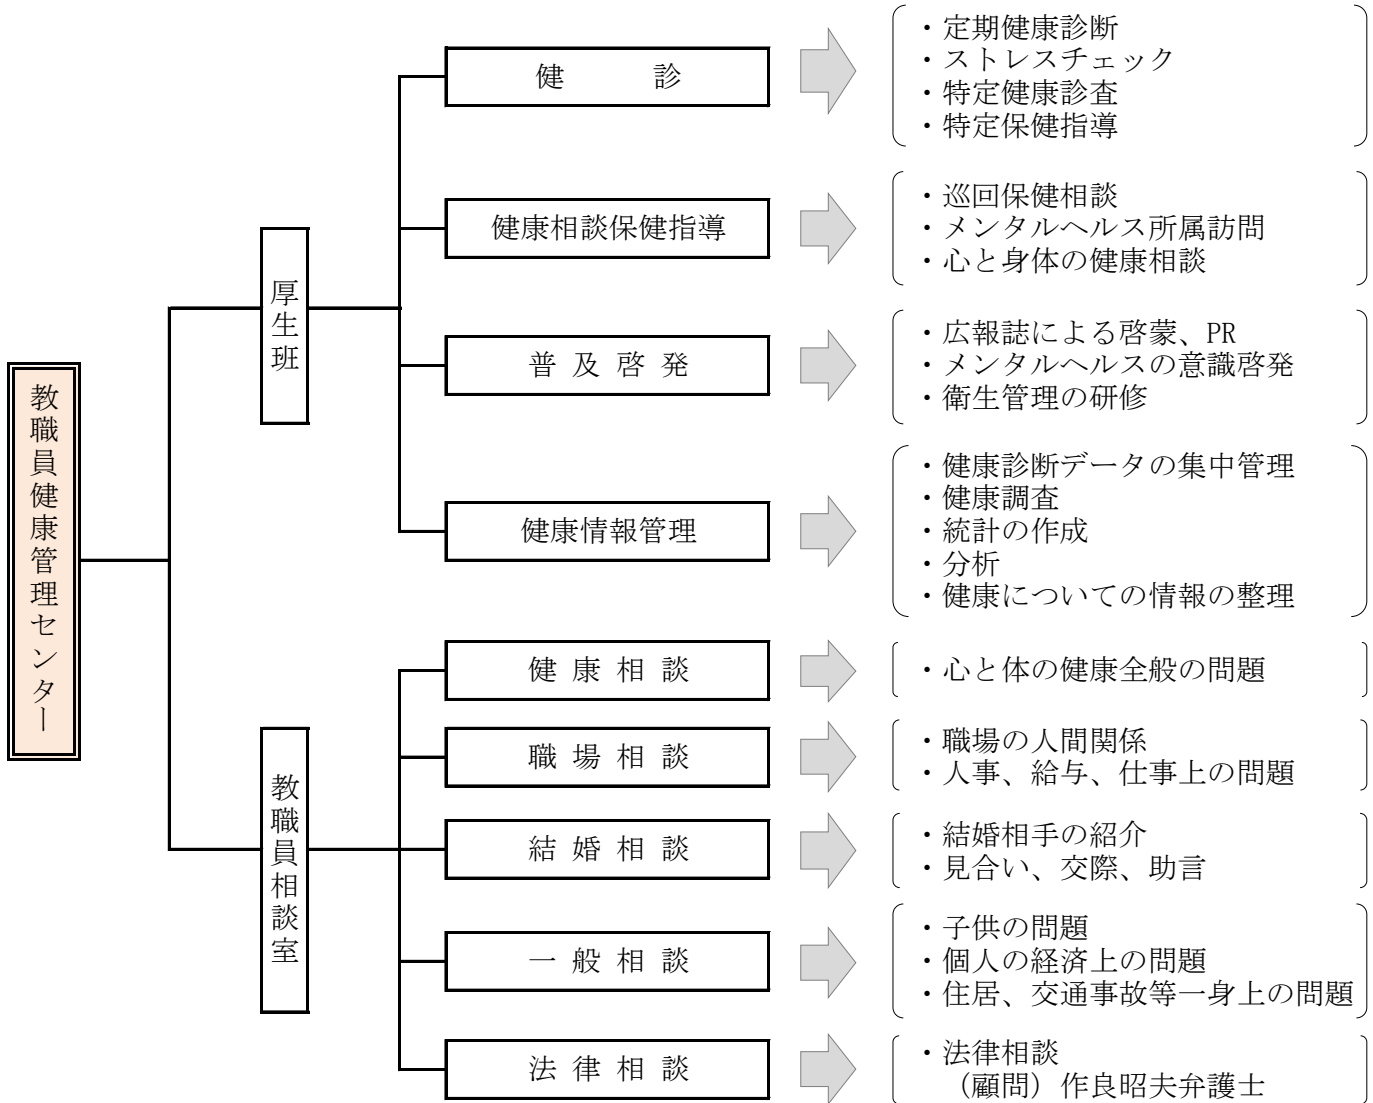 教職員健康管理センター
厚生班
健診
・定期健康診断
・ストレスチェック
・特定健康診査
・特定保健指導
健康相談保健指導
・巡回保健相談
・メンタルヘルス所属訪問
・心と身体の健康相談
普及啓発
・広報誌による啓蒙、PR
・メンタルヘルスの意識啓発
・衛生管理の研修
健康情報管理
・健康診断データの集中管理
・健康調査
・統計の作成
・分析
・健康についての情報の整理
教職員相談室
健康相談
・心と体の健康全般の問題
職場相談
・職場の人間関係
・人事、給与、仕事上の問題
結婚相談
・結婚相手の紹介
・見合い、交際、助言
一般相談
・子供の問題
・個人の経済上の問題
・住居、交通事故等一身上の問題
法律相談
・法律相談
（顧問）作良昭夫弁護士